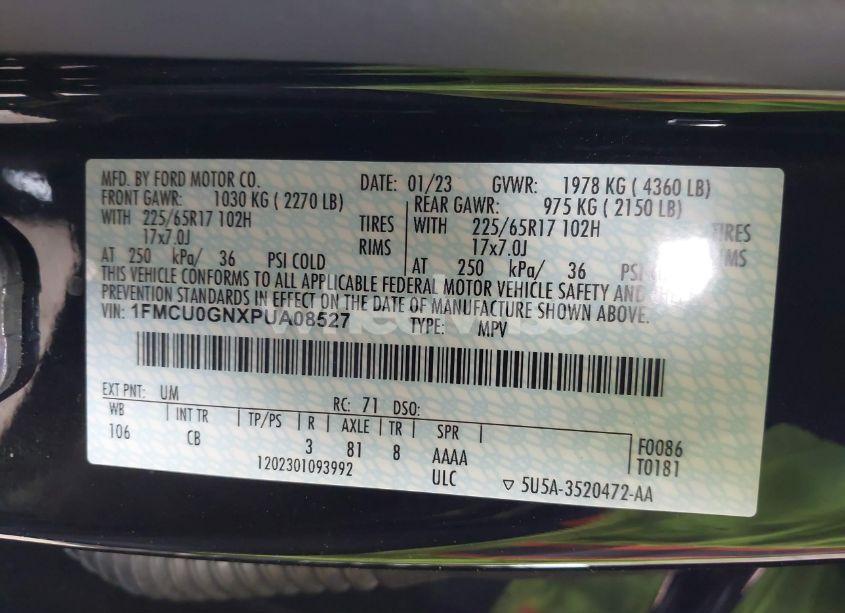 MFD. BY FORD MOTOR CO. DATE: 01/23 GVWR: 1978 KG ( 4360 LB)
FRONT GAWR: 1030 KG ( 2270 LB) REAR GAWR: 975 KG ( 2150 LB)
WITH 225/65R17 102H TIRES WITH 225/65R17 102H TIRES
17x7.0J RIMS 17x7.0J RIMS
AT 250 kPa/ 36 PSI COLD AT 250 kPa/ 36 PSI
THIS VEHICLE CONFORMS TO ALL APPLICABLE FEDERAL MOTOR VEHICLE SAFETY AND
PREVENTION STANDARDS IN EFFECT ON THE DATE OF MANUFACTURE SHOWN ABOVE.
VIN: 1FMCU0GNXPUA08527 TYPE: MPV
EXT PNT: UM RC: 71 DSO:
WB INT TR TP/PS R AXLE TR SPR
106 CB 3 81 8 AAAA F0086
1202301093992 ULC T0181
▽ 5U5A-3520472-AA